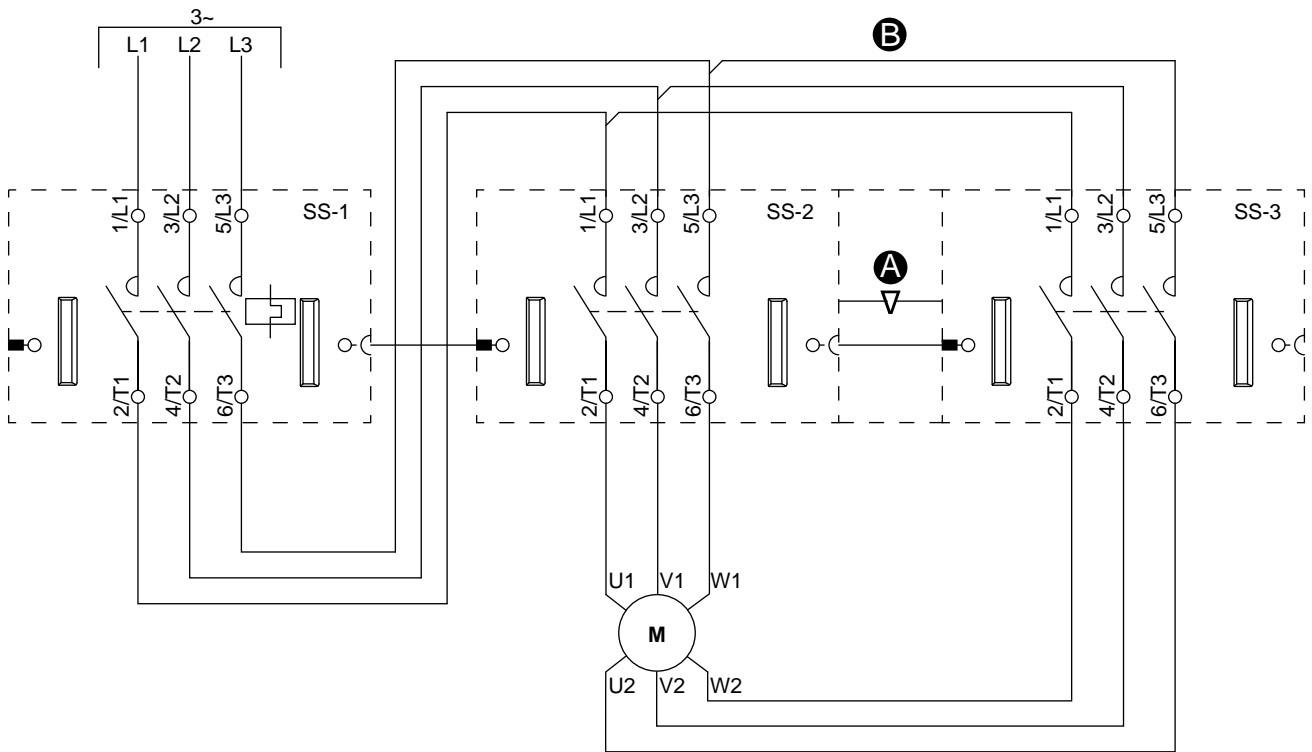 3~
L1 L2 L3
B
1/L1 3/L2 5/L3 SS-1
1/L1 3/L2 5/L3 SS-2
1/L1 3/L2 5/L3 SS-3
A
2/T1 4/T2 6/T3
2/T1 4/T2 6/T3
2/T1 4/T2 6/T3
U1 V1 W1
M
U2 V2 W2